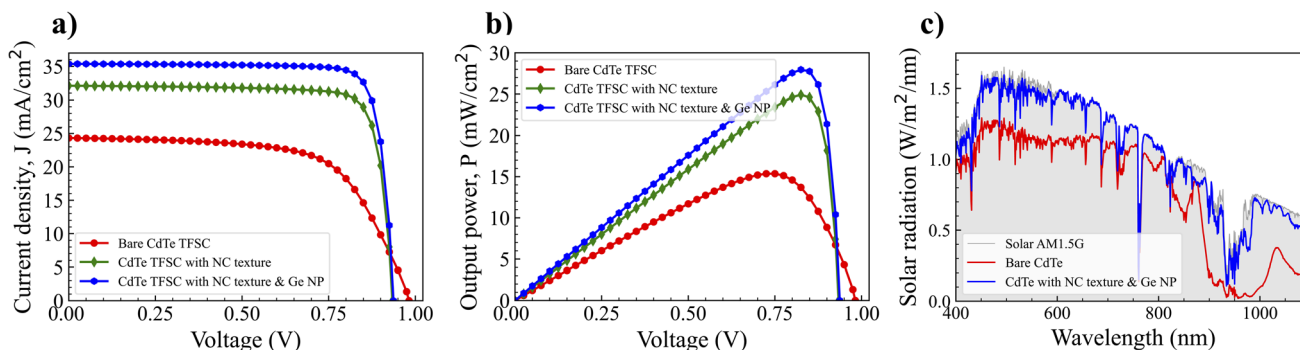 a)
Current density, J (mA/cm²)
35
30
25
20
15
10
5
0
Bare CdTe TFSC
CdTe TFSC with NC texture
CdTe TFSC with NC texture & Ge NP
0.00 0.25 0.50 0.75 1.00
Voltage (V)
b)
Output power, P (mW/cm²)
30
25
20
15
10
5
0
Bare CdTe TFSC
CdTe TFSC with NC texture
CdTe TFSC with NC texture & Ge NP
0.00 0.25 0.50 0.75 1.00
Voltage (V)
c)
Solar radiation (W/m²/nm)
1.5
1.0
0.5
0.0
Solar AM1.5G
Bare CdTe
CdTe with NC texture & Ge NP
400 500 600 700 800 900 1000
Wavelength (nm)